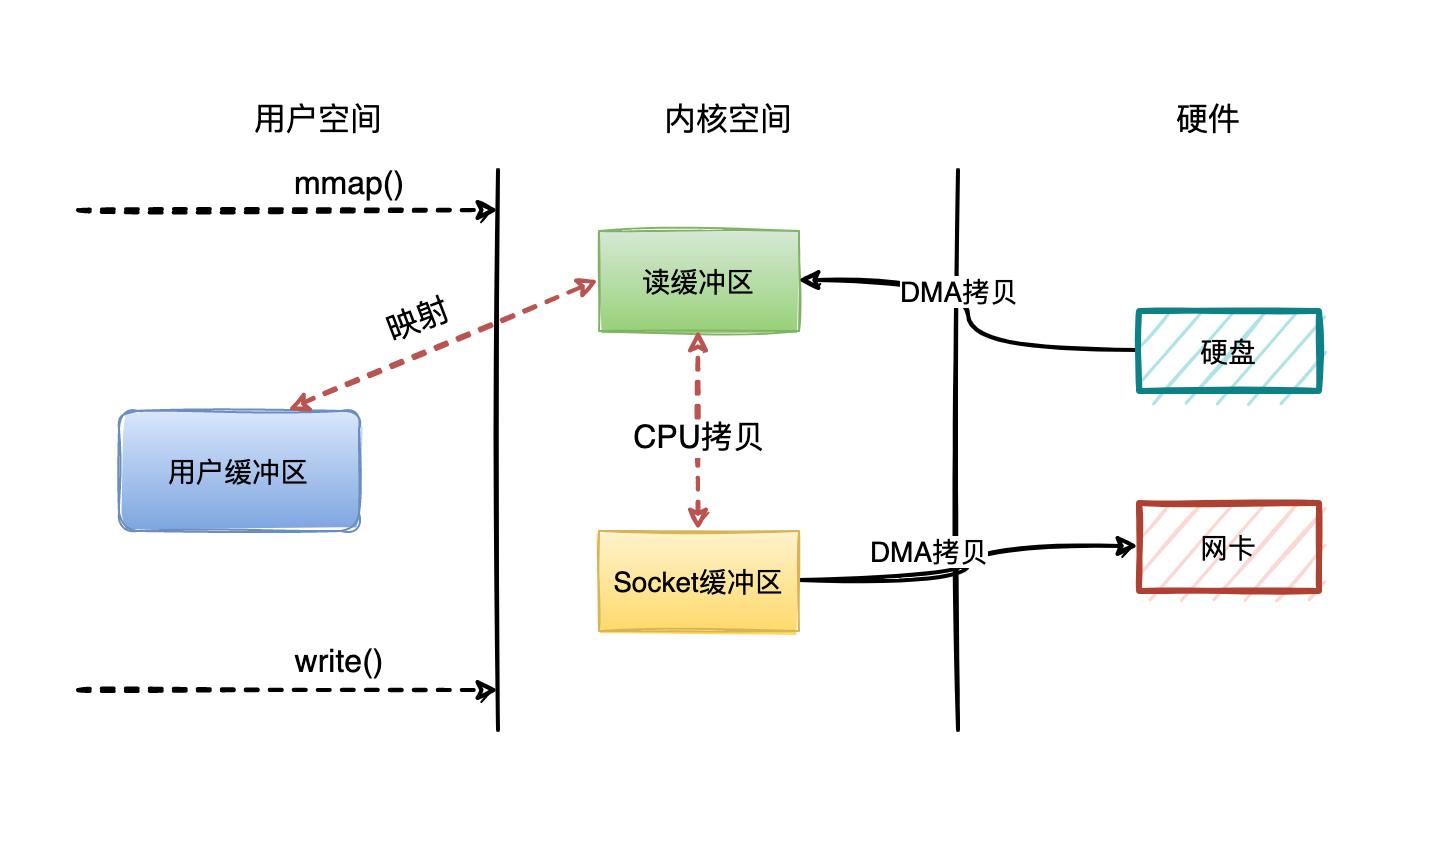 用户空间
内核空间
硬件
mmap()
读缓冲区
DMA拷贝
映射
硬盘
CPU拷贝
用户缓冲区
DMA拷贝
网卡
Socket缓冲区
write()